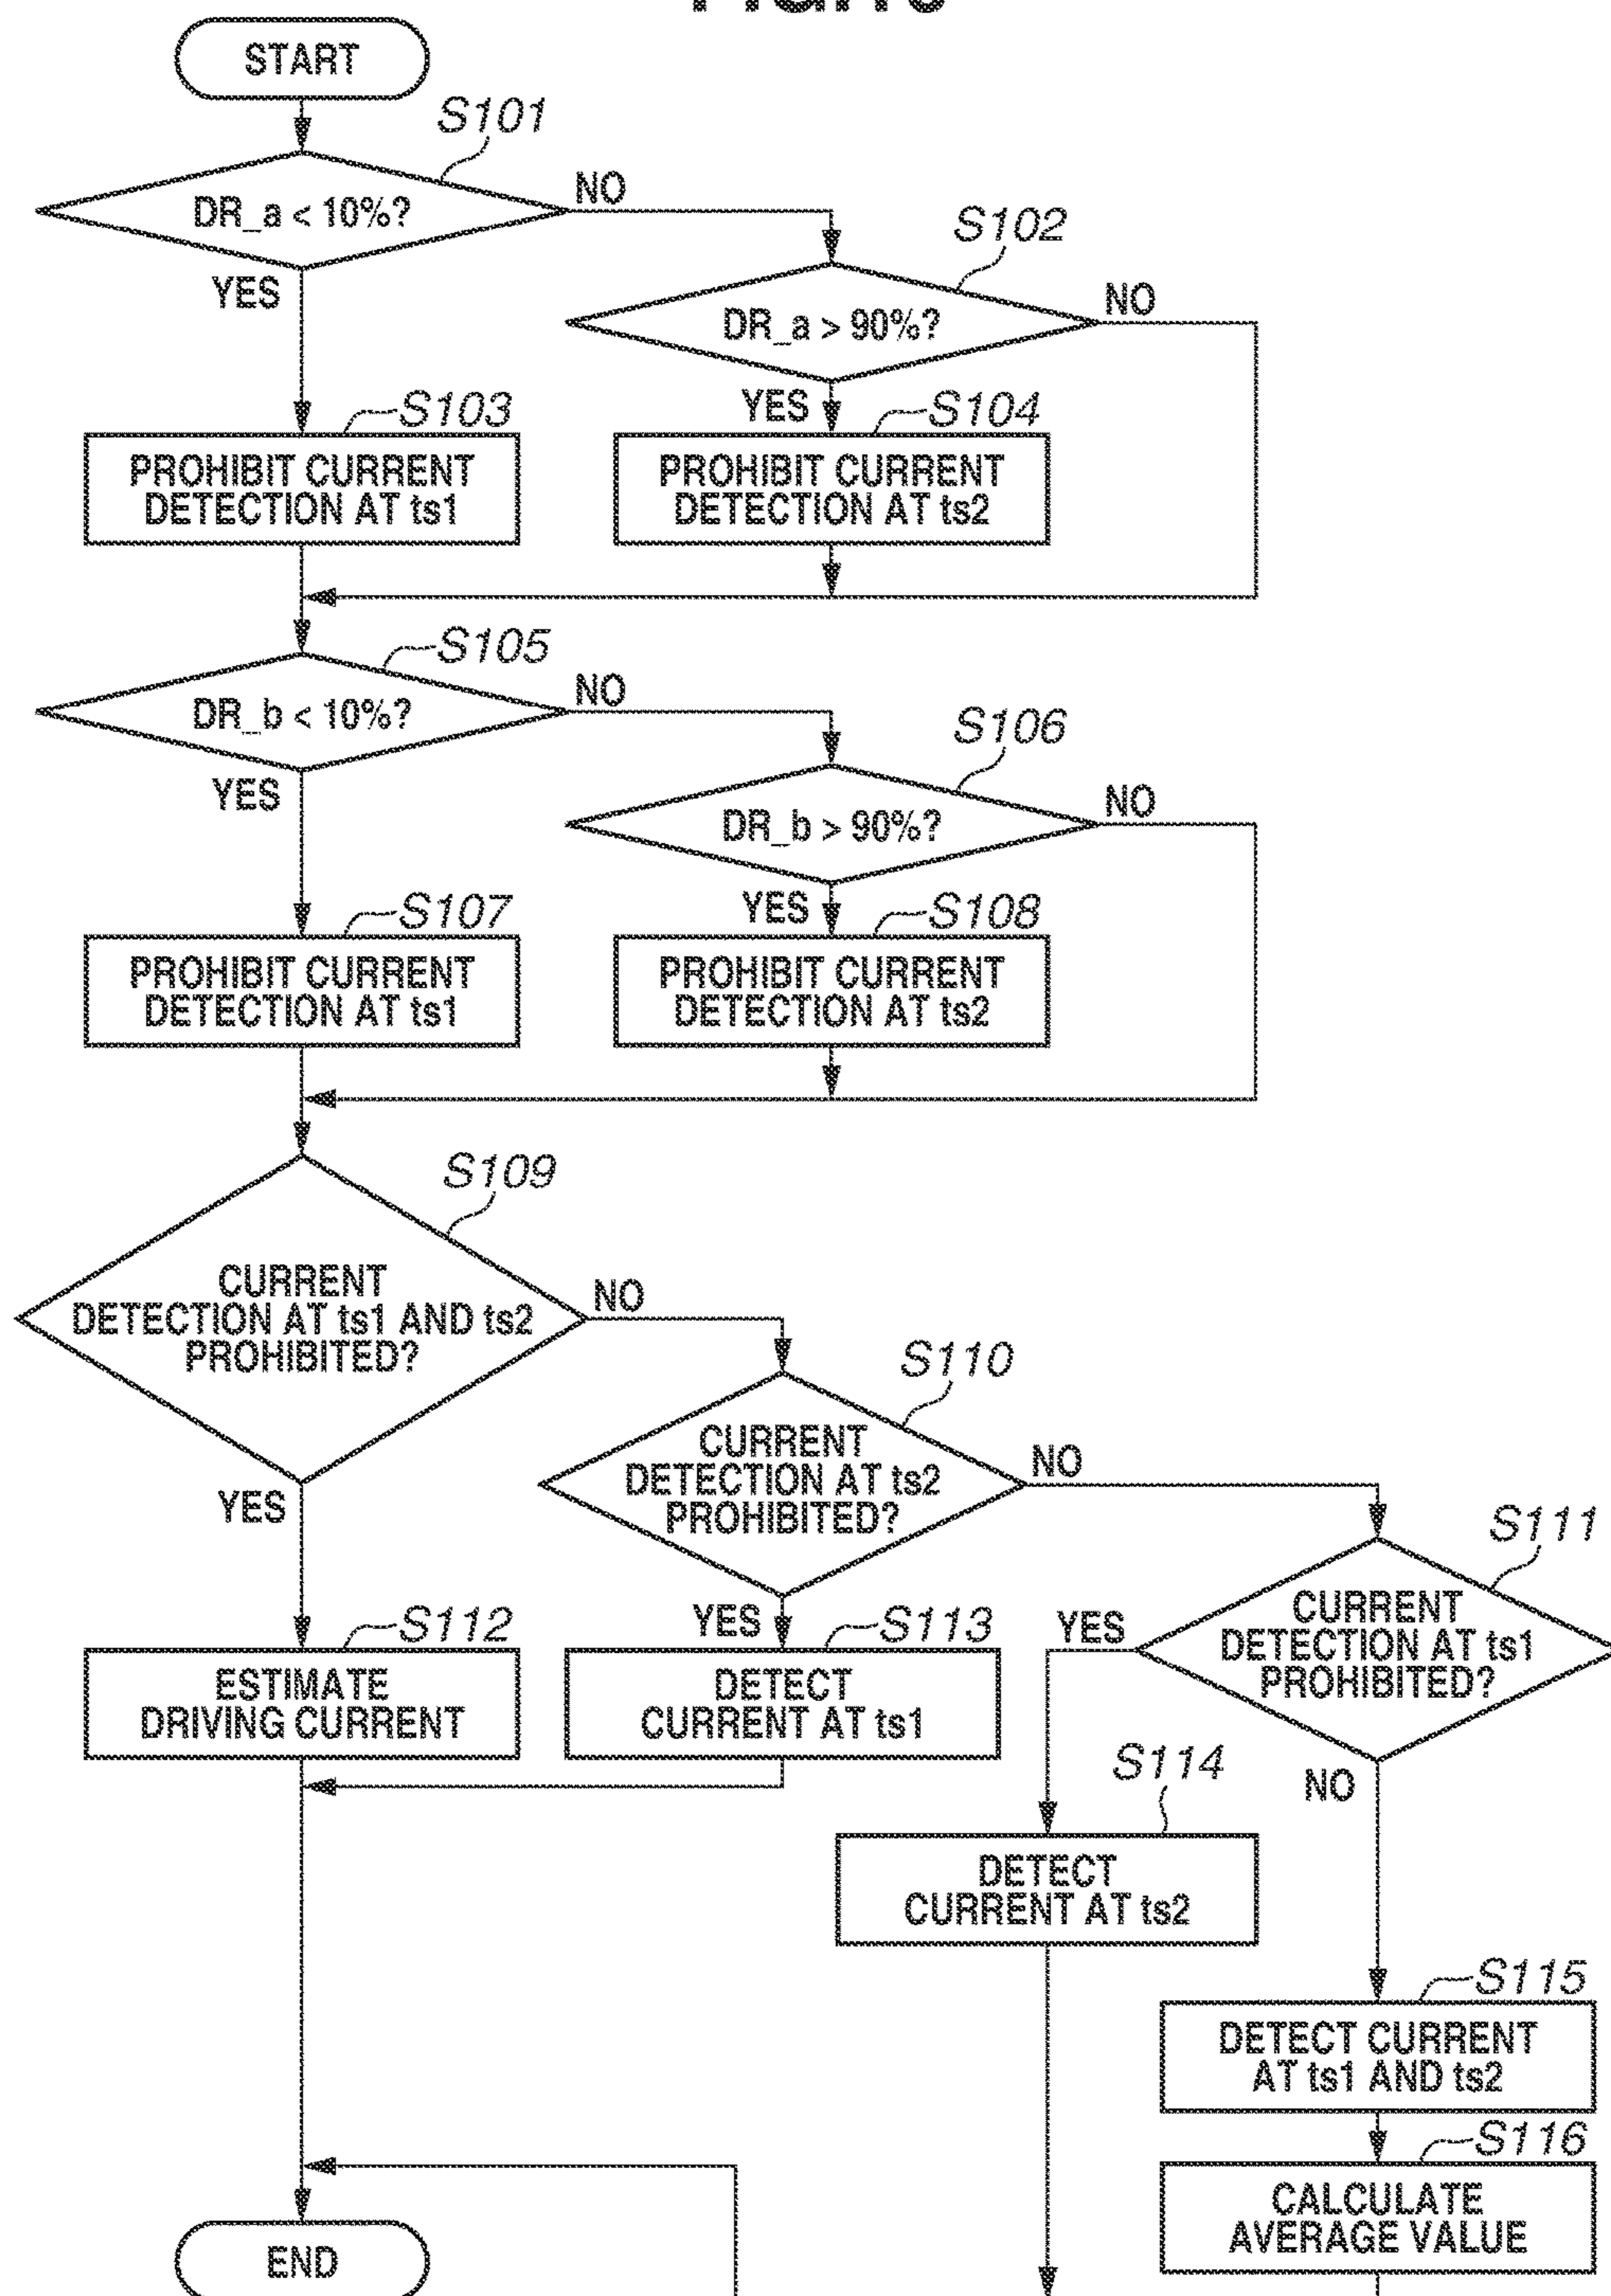 START
S101
DR_a < 10%?
NO
YES
S102
DR_a > 90%?
NO
YES
S103
PROHIBIT CURRENT
DETECTION AT ts1
S104
PROHIBIT CURRENT
DETECTION AT ts2
S105
DR_b < 10%?
NO
YES
S106
DR_b > 90%?
NO
YES
S107
PROHIBIT CURRENT
DETECTION AT ts1
S108
PROHIBIT CURRENT
DETECTION AT ts2
S109
CURRENT
DETECTION AT ts1 AND ts2
PROHIBITED?
NO
YES
S110
CURRENT
DETECTION AT ts2
PROHIBITED?
NO
YES
S111
CURRENT
DETECTION AT ts1
PROHIBITED?
YES
NO
S112
ESTIMATE
DRIVING CURRENT
S113
DETECT
CURRENT AT ts1
S114
DETECT
CURRENT AT ts2
S115
DETECT CURRENT
AT ts1 AND ts2
S116
CALCULATE
AVERAGE VALUE
END